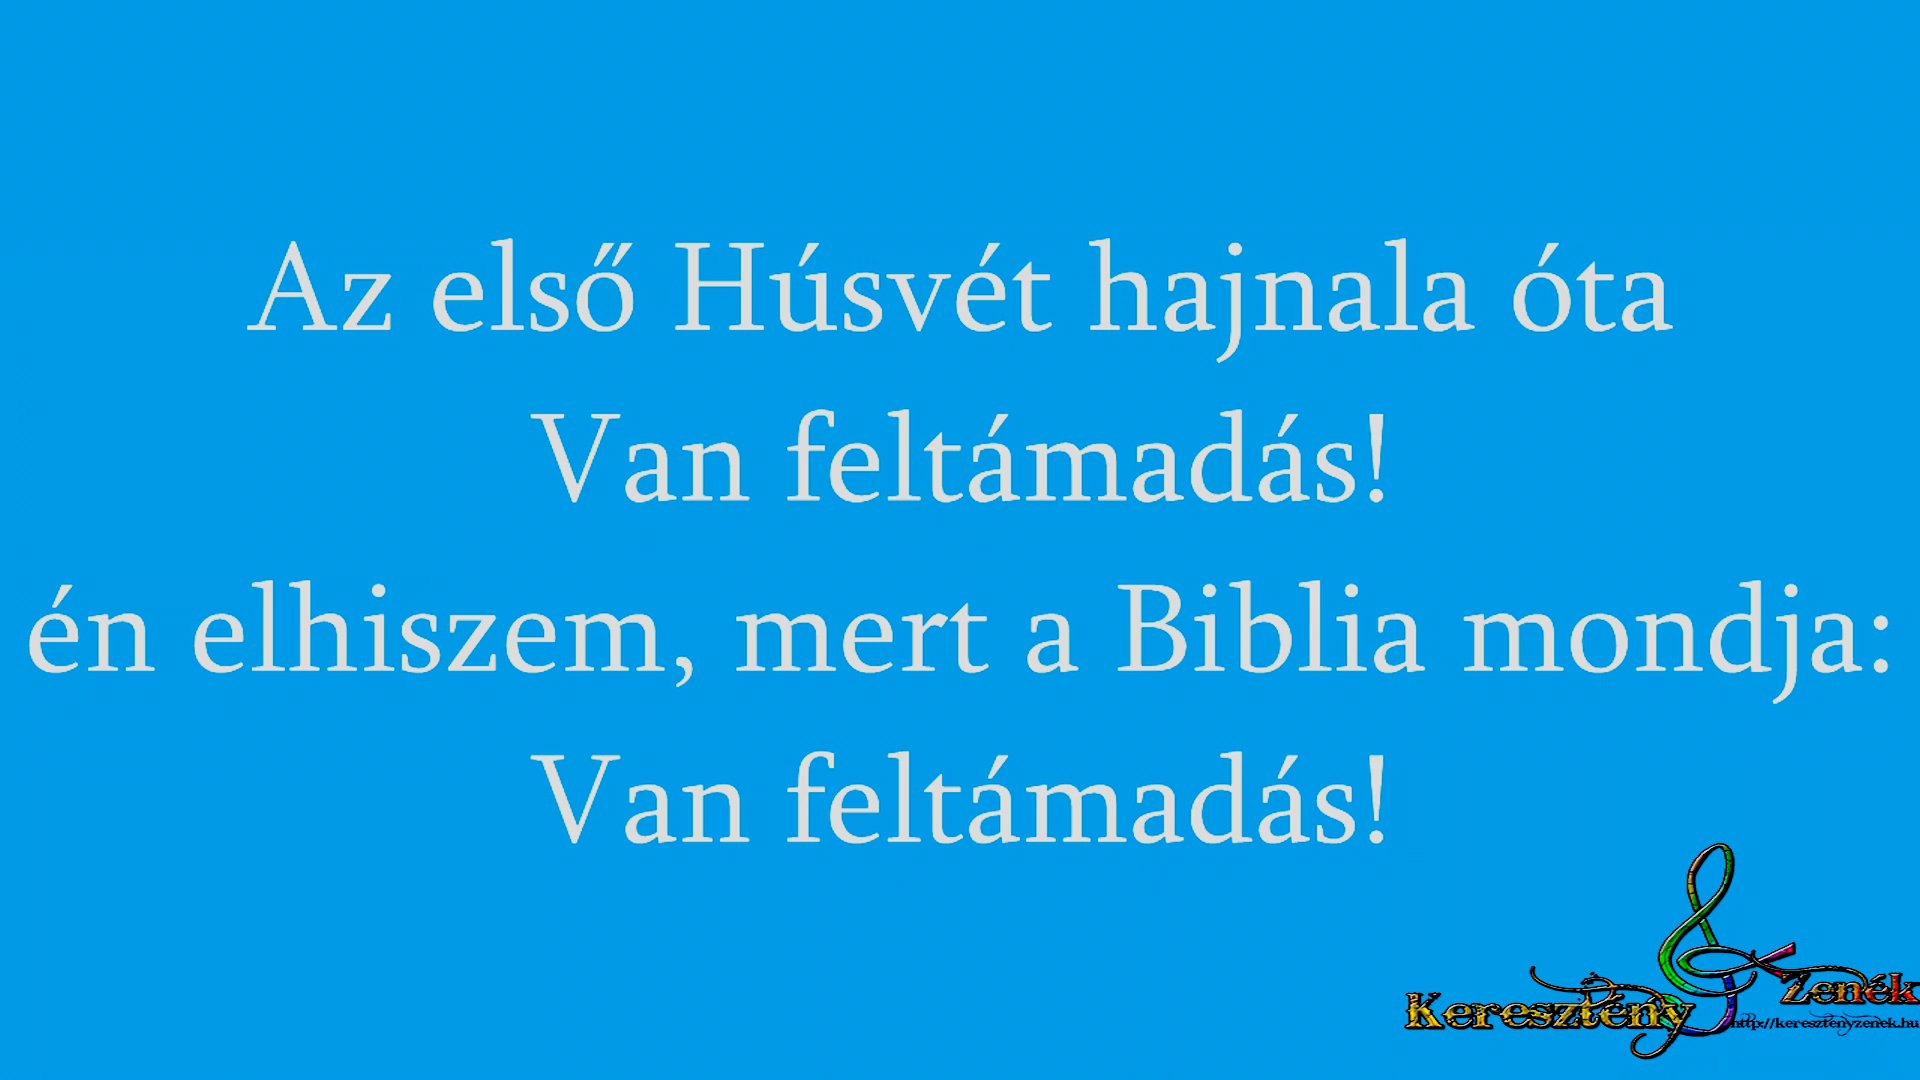 Az első Húsvét hajnala óta
Van feltámadás!
én elhiszem, mert a Biblia mondja:
Van feltámadás!
Keresztény Zenék
http://keresztenyzenek.hu